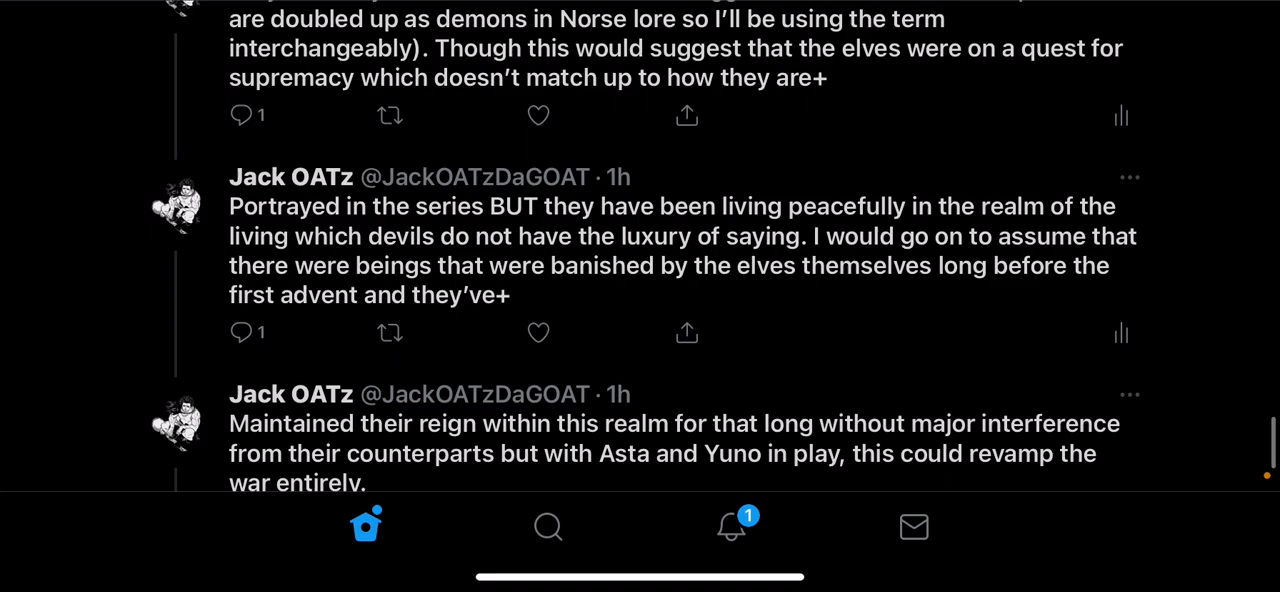 are doubled up as demons in Norse lore so I'll be using the term
interchangeably). Though this would suggest that the elves were on a quest for
supremacy which doesn't match up to how they are+
1
Jack OATz @JackOATzDaGOAT · 1h
Portrayed in the series BUT they have been living peacefully in the realm of the
living which devils do not have the luxury of saying. I would go on to assume that
there were beings that were banished by the elves themselves long before the
first advent and they've+
1
Jack OATz @JackOATzDaGOAT · 1h
Maintained their reign within this realm for that long without major interference
from their counterparts but with Asta and Yuno in play, this could revamp the
war entirely.
1